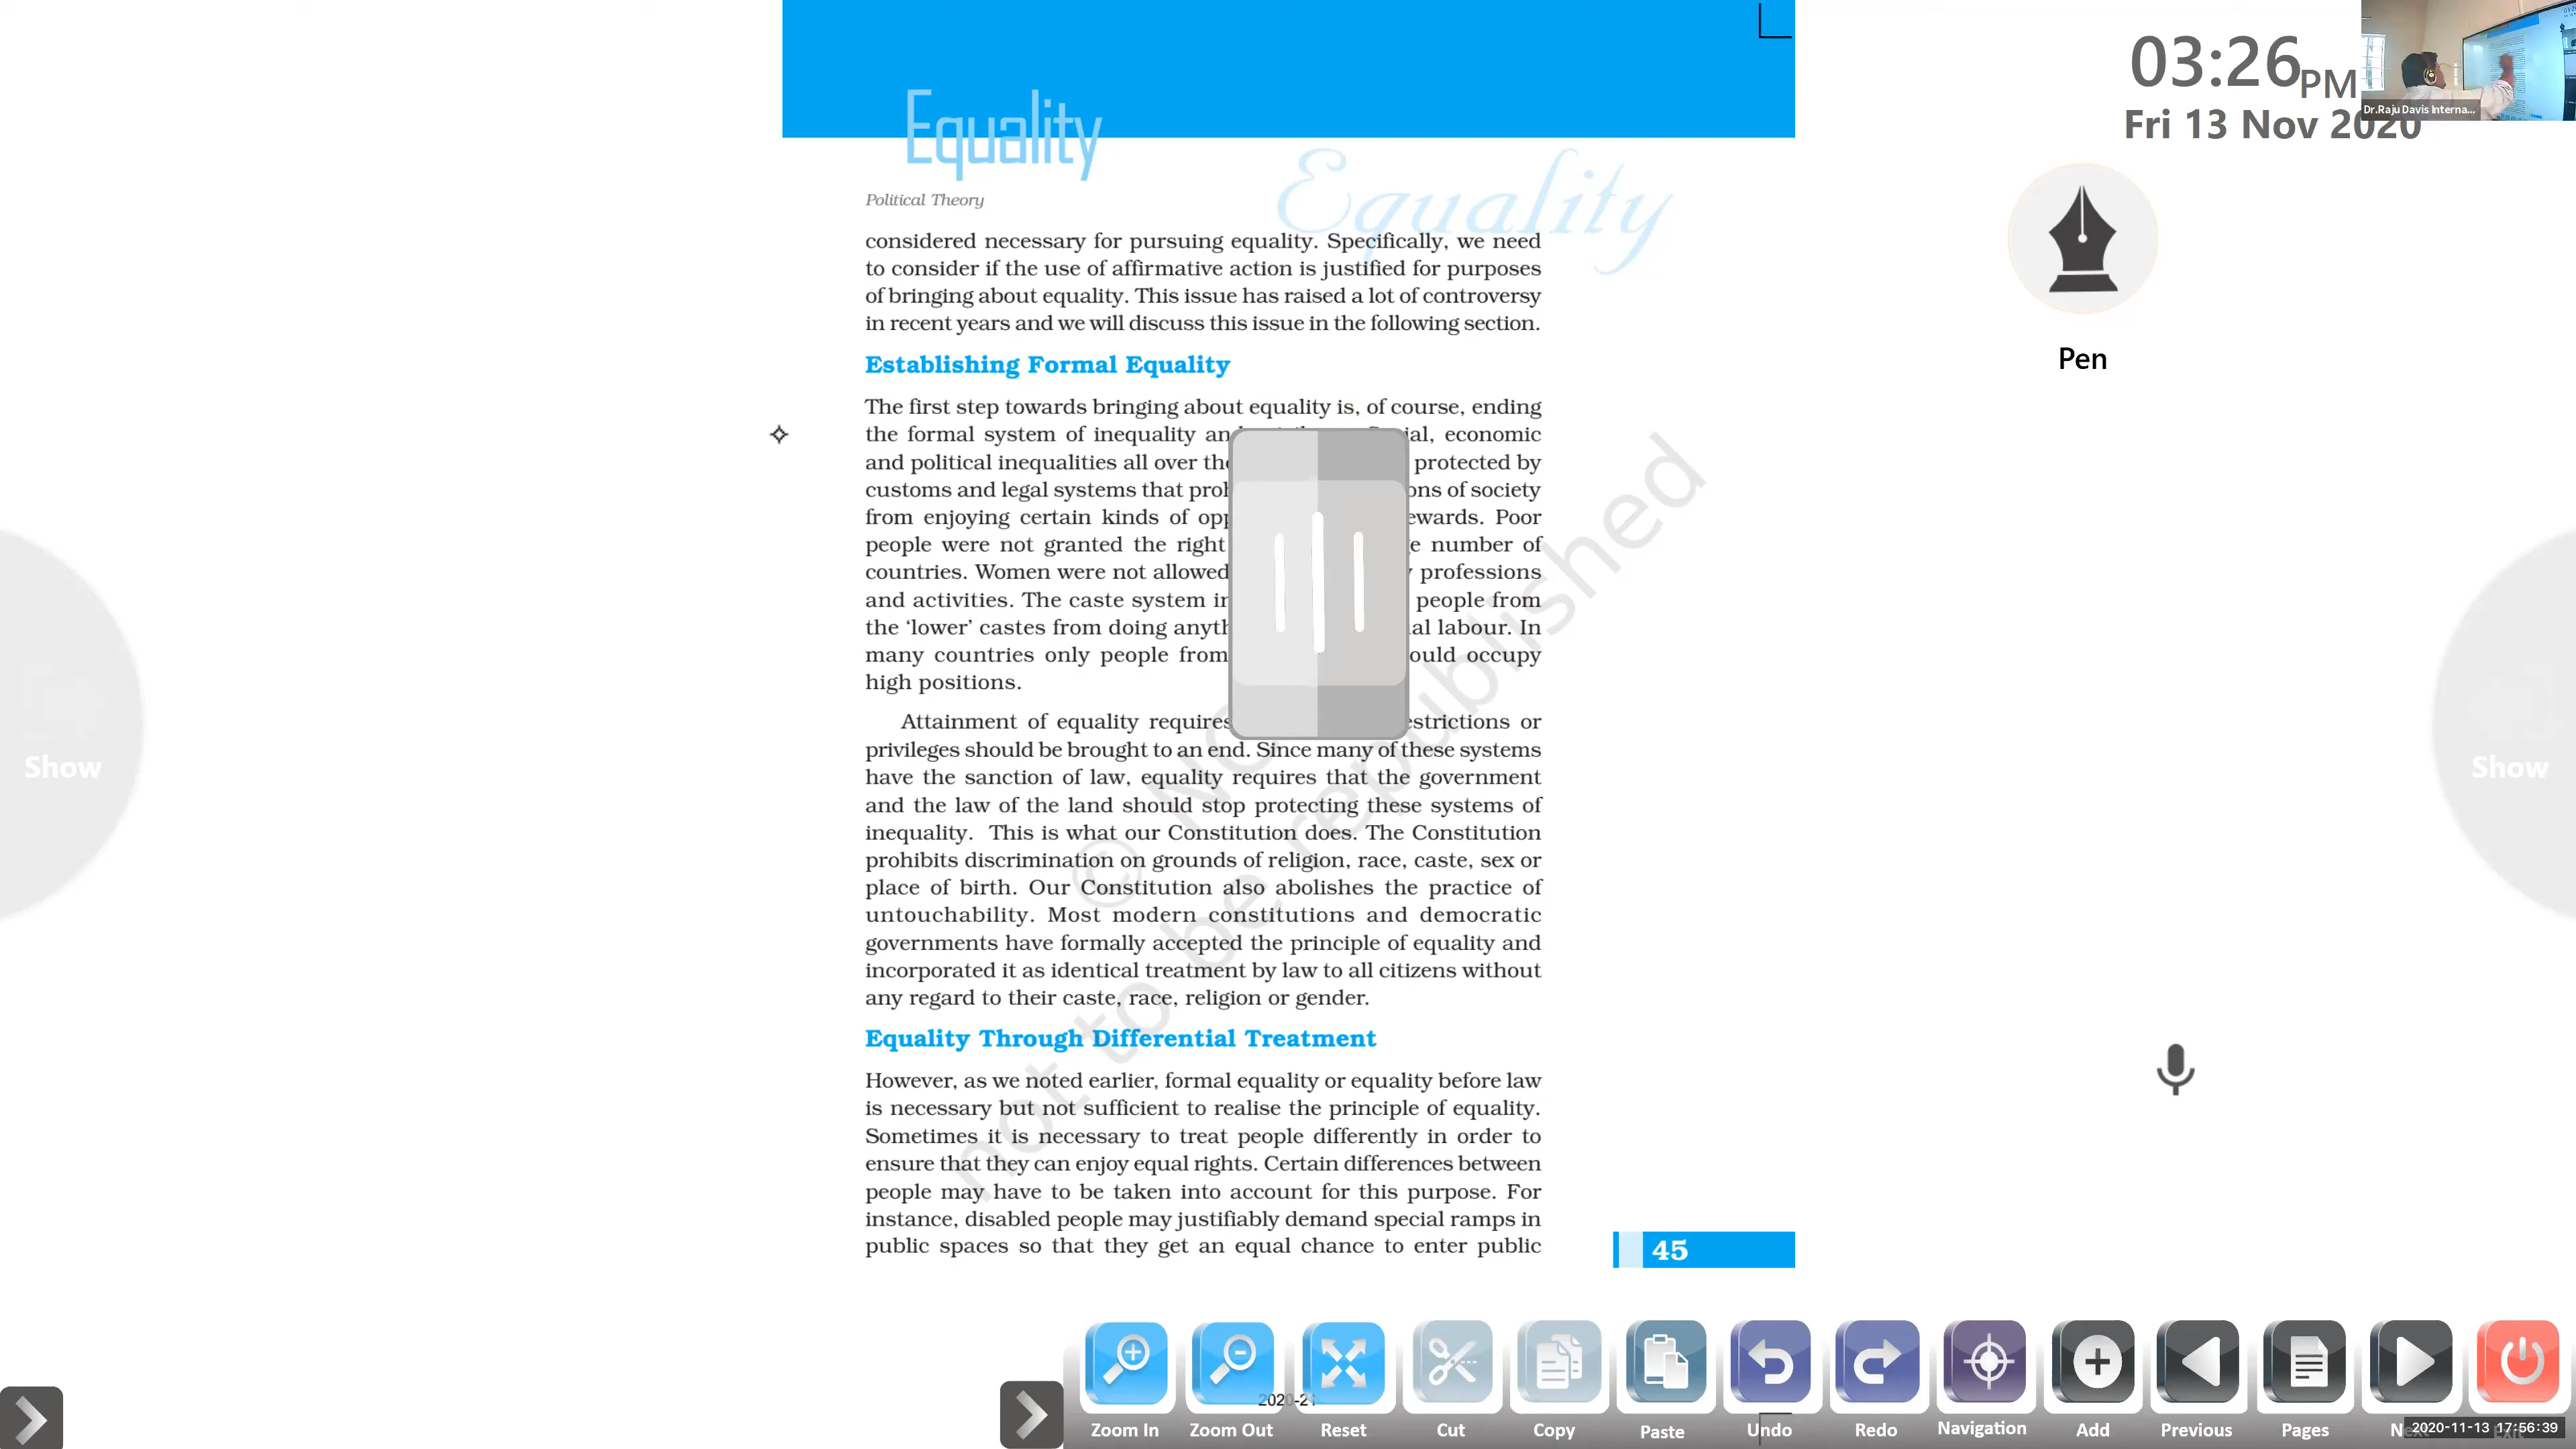 Equality
Equality
Political Theory
considered necessary for pursuing equality. Specifically, we need
to consider if the use of affirmative action is justified for purposes
of bringing about equality. This issue has raised a lot of controversy
in recent years and we will discuss this issue in the following section.
Establishing Formal Equality
The first step towards bringing about equality is, of course, ending
the formal system of inequality economic
and political inequalities all over protected by
customs and legal systems that of society
from enjoying certain kinds of Poor
people were not granted the right number of
countries. Women were not allowed professions
and activities. The caste system people from
the ‘lower’ castes from doing labour. In
many countries only people from occupy
high positions.
Attainment of equality requires or
privileges should be brought to an end. Since many of these systems
have the sanction of law, equality requires that the government
and the law of the land should stop protecting these systems of
inequality. This is what our Constitution does. The Constitution
prohibits discrimination on grounds of religion, race, caste, sex or
place of birth. Our Constitution also abolishes the practice of
untouchability. Most modern constitutions and democratic
governments have formally accepted the principle of equality and
incorporated it as identical treatment by law to all citizens without
any regard to their caste, race, religion or gender.
Equality Through Differential Treatment
However, as we noted earlier, formal equality or equality before law
is necessary but not sufficient to realise the principle of equality.
Sometimes it is necessary to treat people differently in order to
ensure that they can enjoy equal rights. Certain differences between
people may have to be taken into account for this purpose. For
instance, disabled people may justifiably demand special ramps in
public spaces so that they get an equal chance to enter public
45
not to be republished
03:26 PM
Fri 13 Nov 2020
Dr.Raju Davis Interna...
Pen
Show
Show
2020-21
Zoom In Zoom Out Reset Cut Copy Paste Undo Redo Navigation Add Previous Pages
2020-11-13 17:56:39